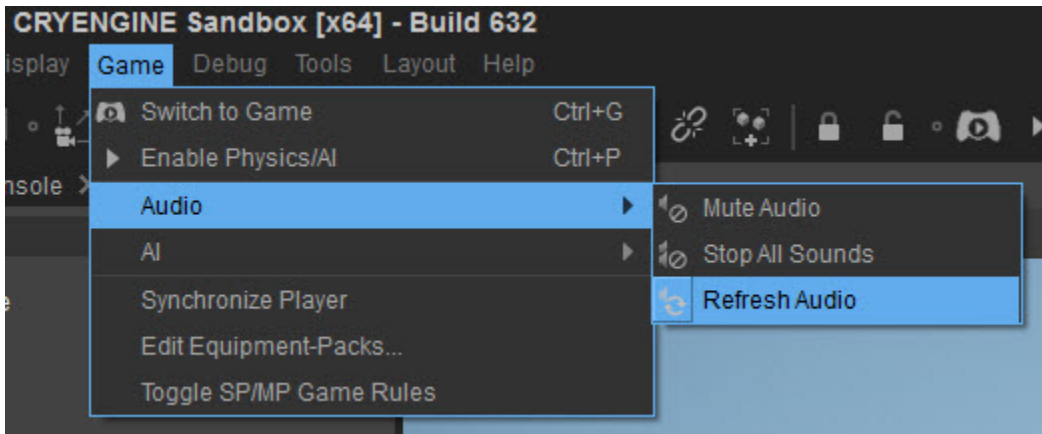 CRYENGINE Sandbox [x64] - Build 632
isplay Game Debug Tools Layout Help
Switch to Game Ctrl+G
Enable Physics/AI Ctrl+P
nsole
Audio
Mute Audio
AI
Stop All Sounds
Synchronize Player
Refresh Audio
Edit Equipment-Packs...
Toggle SP/MP Game Rules